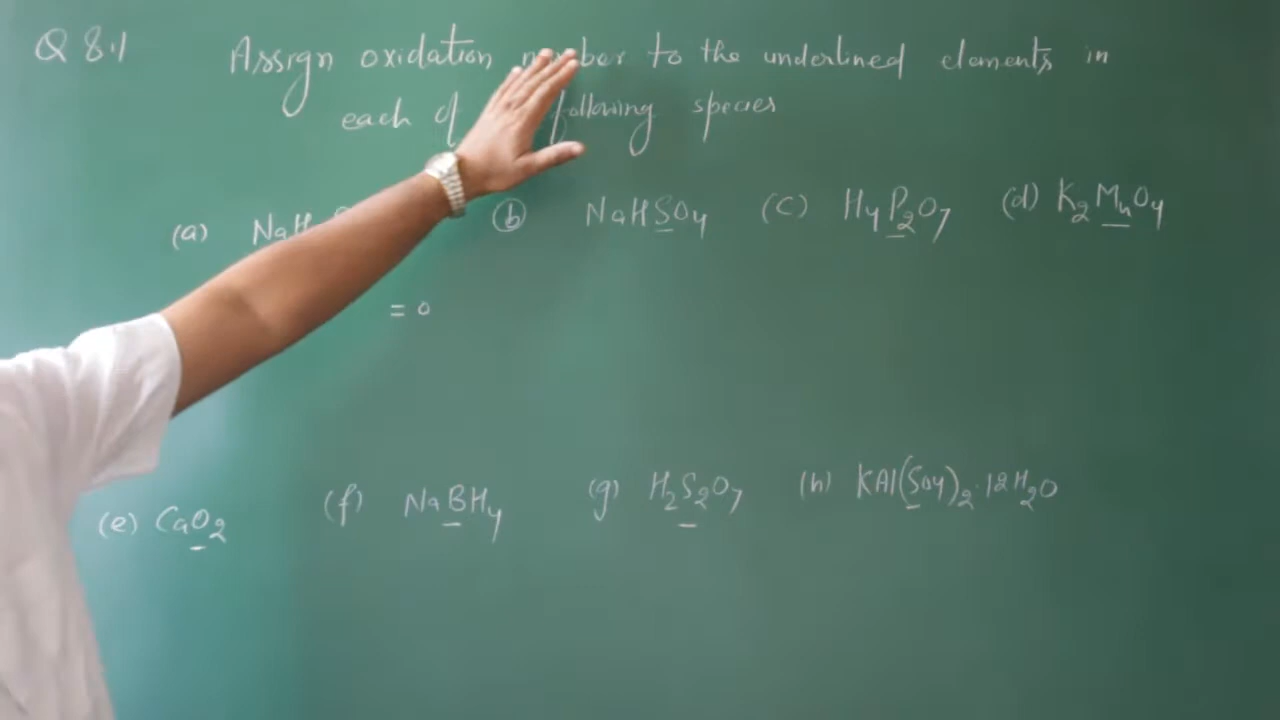 Q 8.1 Assign oxidation number to the underlined elements in
each of following species
(a) NaH (b) NaHSO4 (c) H4P2O7 (d) K2MnO4
= 0
(e) CaO2 (f) NaBH4 (g) H2S2O7 (h) KAl(SO4)2.12H2O